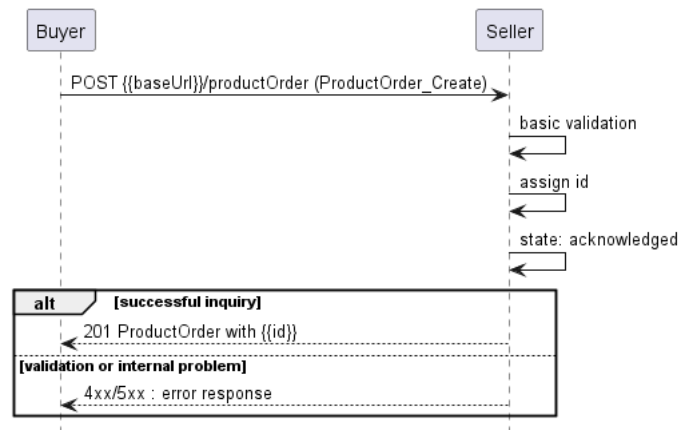 Buyer
Seller
POST {{baseUrl}}/productOrder (ProductOrder_Create)
basic validation
assign id
state: acknowledged
alt
[successful inquiry]
201 ProductOrder with {{id}}
[validation or internal problem]
4xx/5xx : error response